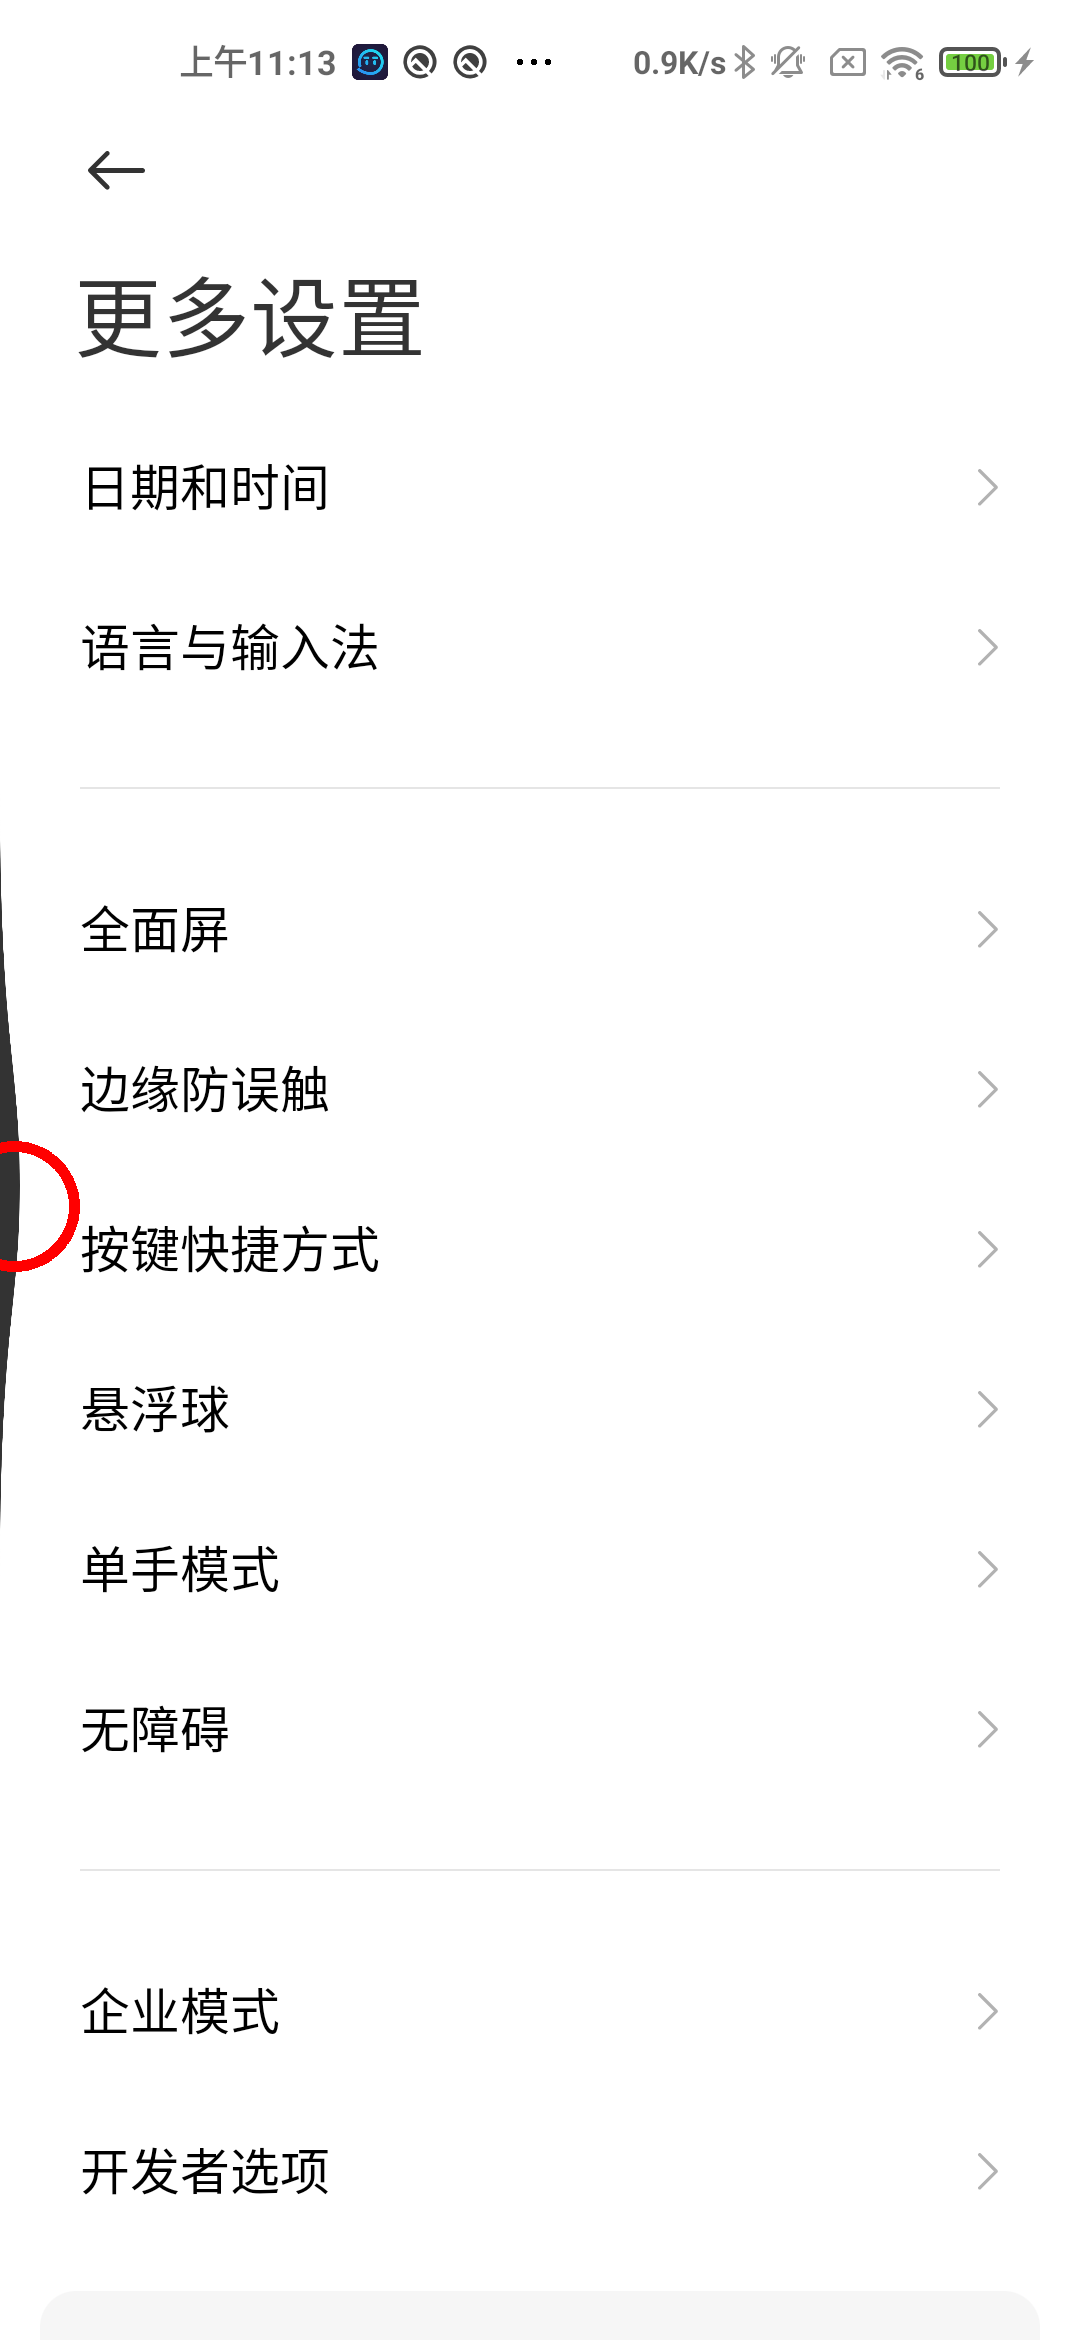 上午11:13 0.9K/s 6 100
更多设置
日期和时间
语言与输入法
全面屏
边缘防误触
按键快捷方式
悬浮球
单手模式
无障碍
企业模式
开发者选项